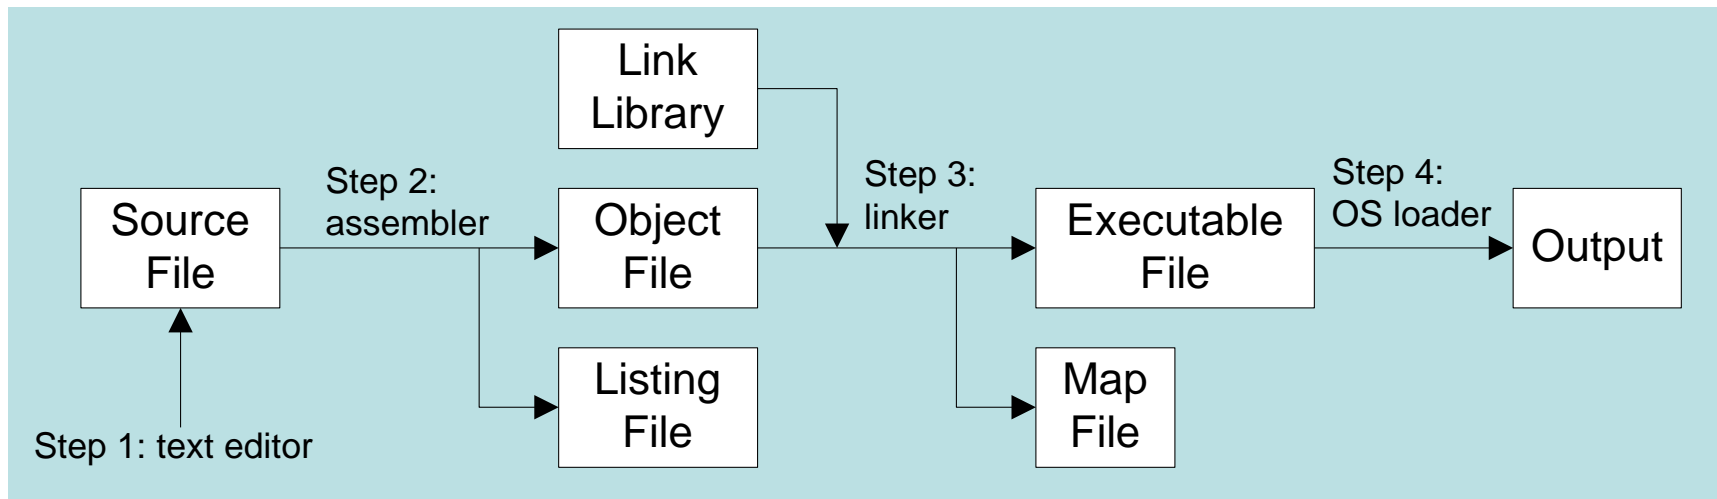 Link
Library
Step 2:
assembler
Step 3:
linker
Step 4:
OS loader
Source
File
Object
File
Executable
File
Output
Listing
File
Map
File
Step 1: text editor